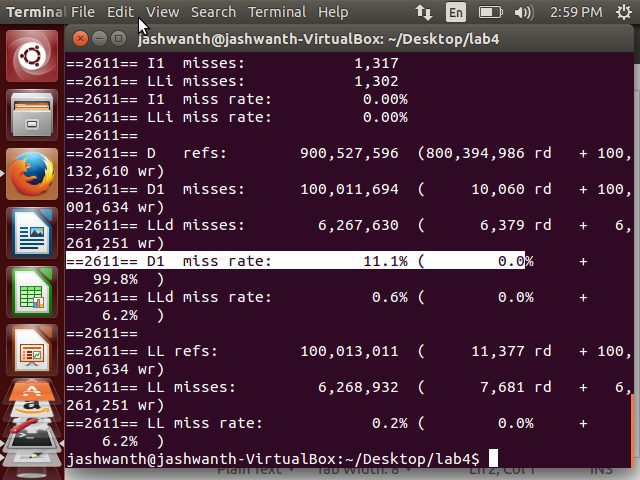 Terminal File Edit View Search Terminal Help En 2:59 PM
jashwanth@jashwanth-VirtualBox: ~/Desktop/lab4
==2611== I1  misses:            1,317
==2611== LLi misses:            1,302
==2611== I1  miss rate:          0.00%
==2611== LLi miss rate:          0.00%
==2611==
==2611== D   refs:        900,527,596  (800,394,986 rd   + 100,
132,610 wr)
==2611== D1  misses:      100,011,694  (     10,060 rd   + 100,
001,634 wr)
==2611== LLd misses:        6,267,630  (      6,379 rd   +   6,
261,251 wr)
==2611== D1  miss rate:          11.1% (        0.0%     +
   99.8%  )
==2611== LLd miss rate:           0.6% (        0.0%     +
    6.2%  )
==2611==
==2611== LL refs:         100,013,011  (     11,377 rd   + 100,
001,634 wr)
==2611== LL misses:         6,268,932  (      7,681 rd   +   6,
261,251 wr)
==2611== LL miss rate:            0.2% (        0.0%     +
    6.2%  )
jashwanth@jashwanth-VirtualBox:~/Desktop/lab4$
Plain Text Tab Width: 8 Ln 2, Col 1 INS